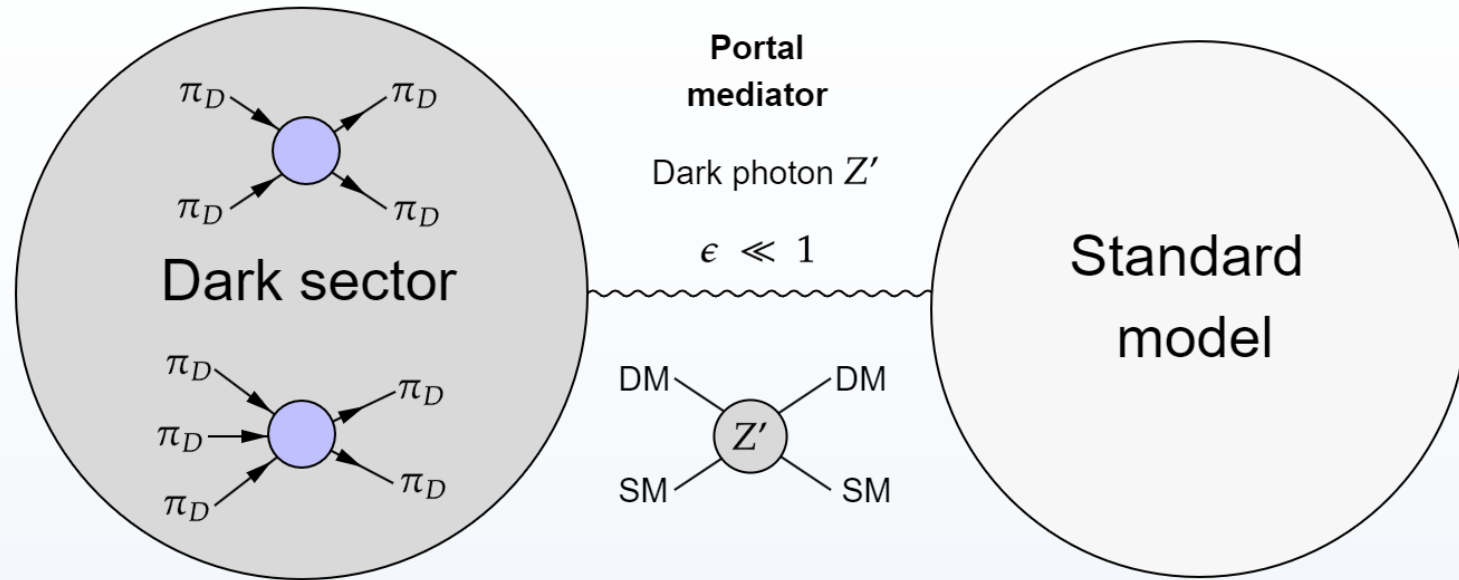 π_D π_D
π_D π_D
Dark sector
π_D π_D
π_D
π_D π_D
Portal
mediator
Dark photon Z′
ϵ ≪ 1
DM DM
Z′
SM SM
Standard
model